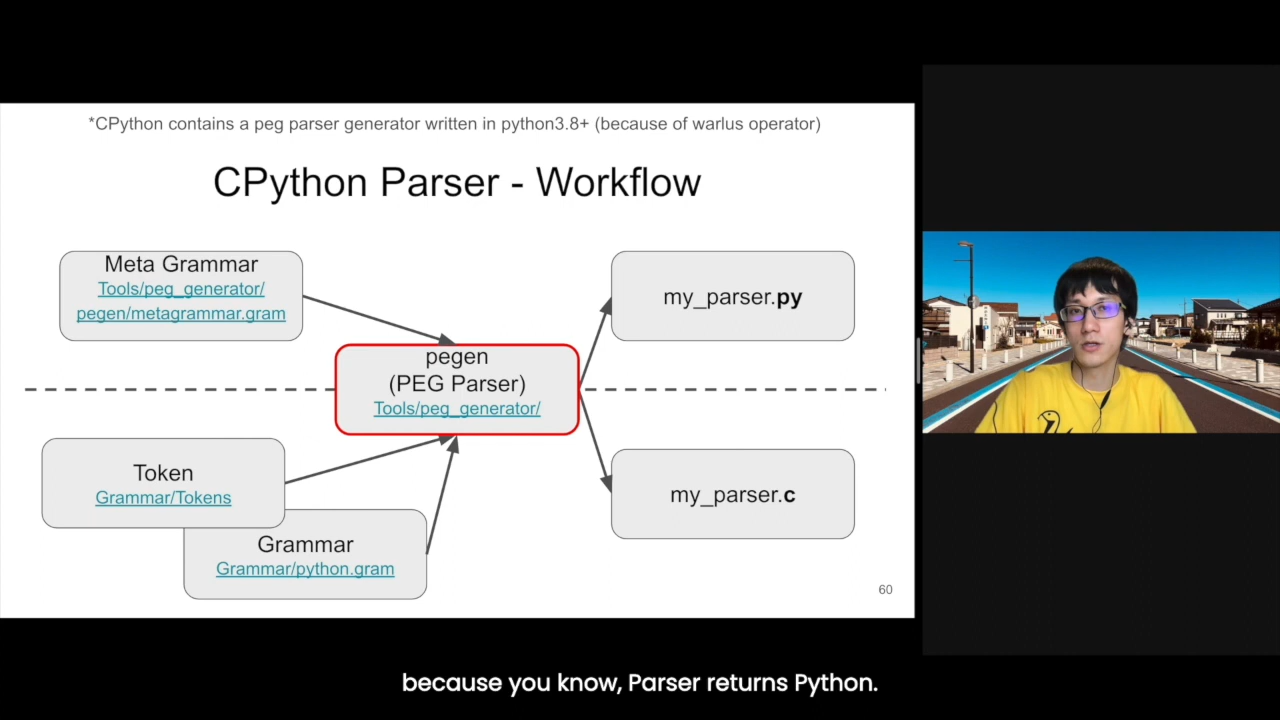 *CPython contains a peg parser generator written in python3.8+ (because of warlus operator)
CPython Parser - Workflow
Meta Grammar
Tools/peg_generator/
pegen/metagrammar.gram
my_parser.py
pegen
(PEG Parser)
Tools/peg_generator/
Token
Grammar/Tokens
my_parser.c
Grammar
Grammar/python.gram
60
because you know, Parser returns Python.